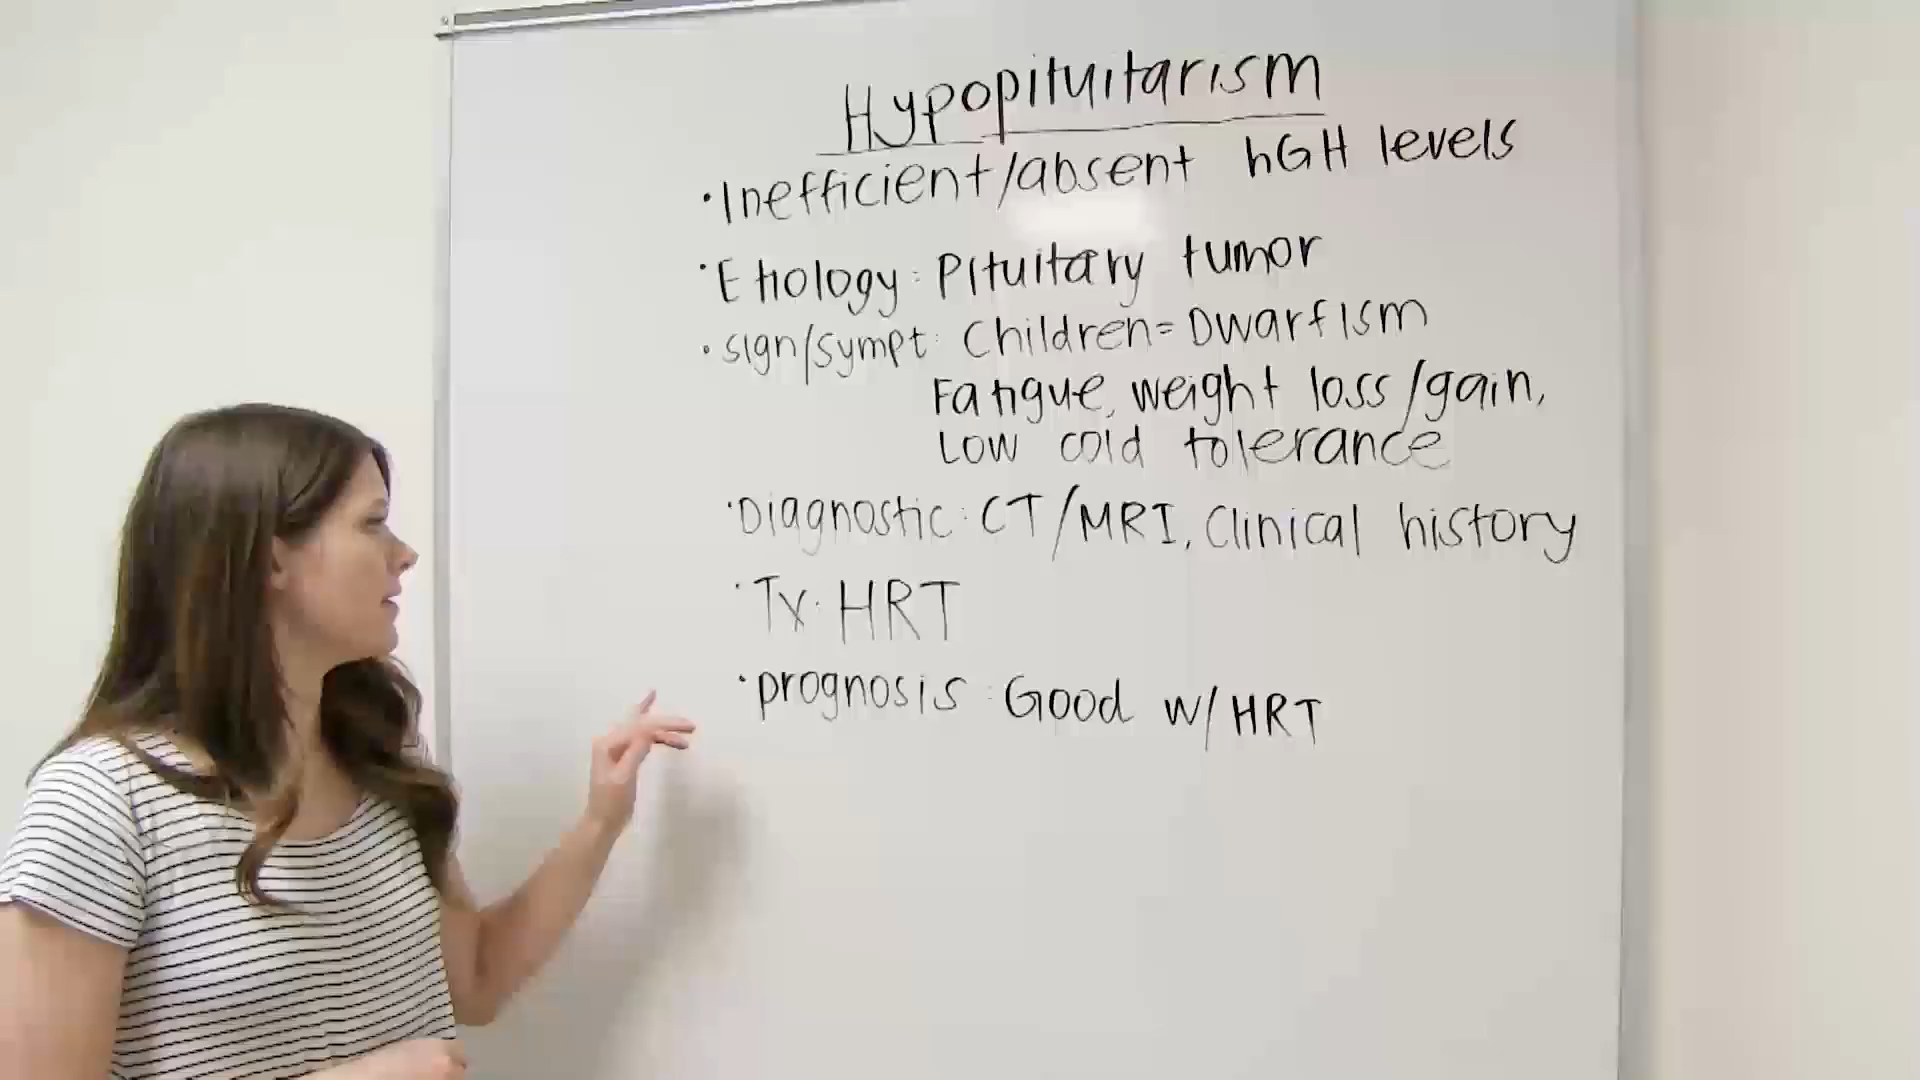 Hypopituitarism
·Inefficient/absent hGH levels
·Etiology: Pituitary tumor
·sign/sympt: Children=Dwarfism
Fatigue, weight loss/gain,
Low cold tolerance
·Diagnostic: CT/MRI, Clinical history
·Tx: HRT
·prognosis: Good w/HRT